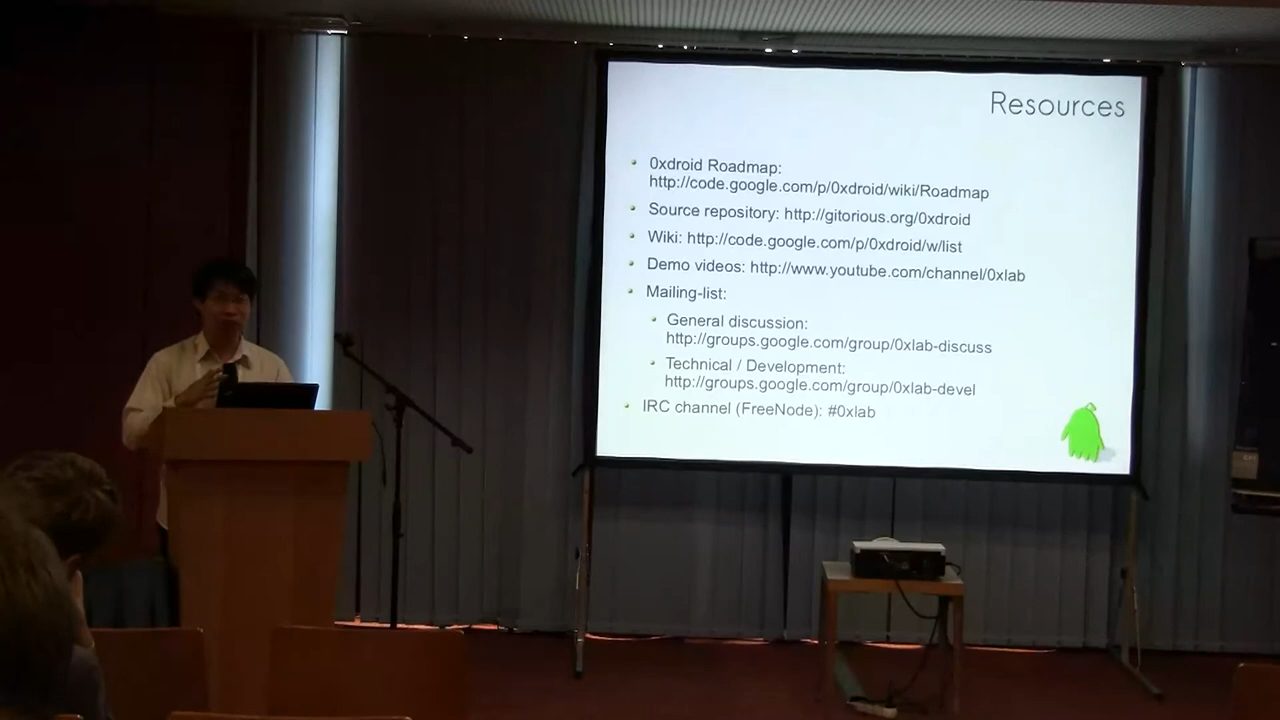 Resources
0xdroid Roadmap:
http://code.google.com/p/0xdroid/wiki/Roadmap
Source repository: http://gitorious.org/0xdroid
Wiki: http://code.google.com/p/0xdroid/w/list
Demo videos: http://www.youtube.com/channel/0xlab
Mailing-list:
General discussion:
http://groups.google.com/group/0xlab-discuss
Technical / Development:
http://groups.google.com/group/0xlab-devel
IRC channel (FreeNode): #0xlab